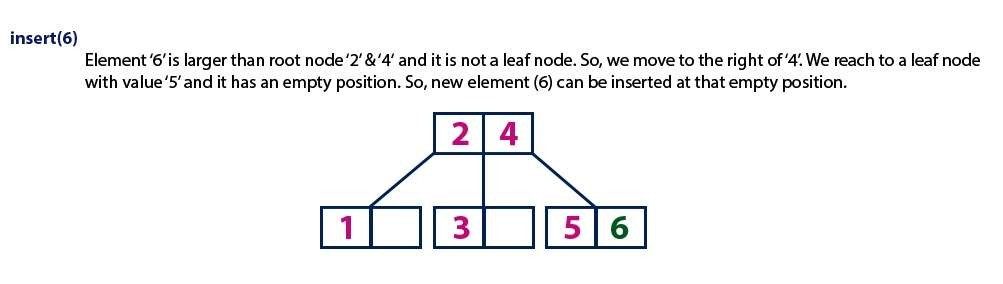 insert(6)
Element ‘6’ is larger than root node ‘2’ & ‘4’ and it is not a leaf node. So, we move to the right of ‘4’. We reach to a leaf node
with value ‘5’ and it has an empty position. So, new element (6) can be inserted at that empty position.
2 4
1 3 5 6